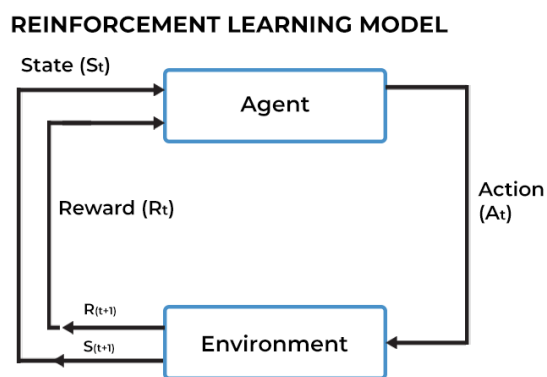 REINFORCEMENT LEARNING MODEL
State (St)
Agent
Reward (Rt)
Action
(At)
R(t+1)
S(t+1)
Environment